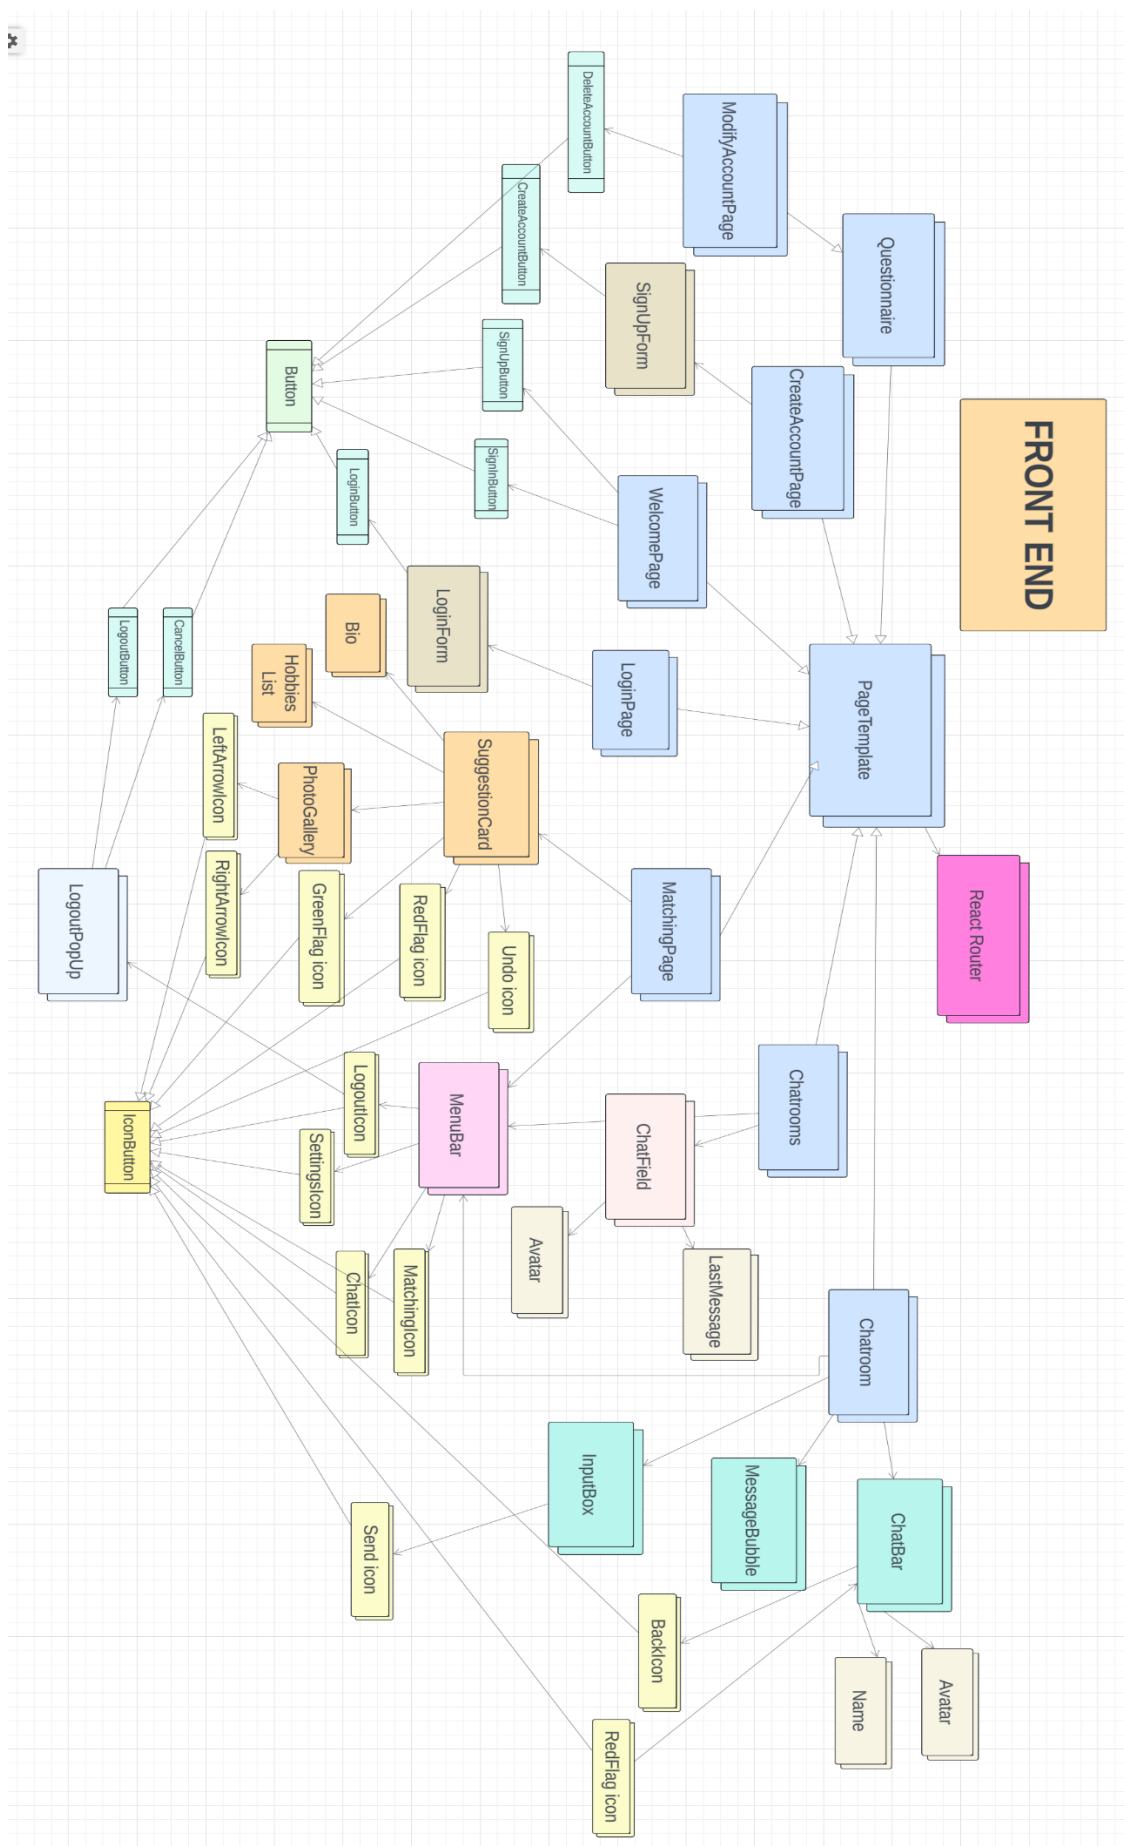 FRONT END
Questionnaire
ModifyAccountPage
DeleteAccountButton
CreateAccountButton
SignUpForm
CreateAccountPage
SignUpButton
WelcomePage
SignInButton
Button
LoginButton
LoginForm
LoginPage
PageTemplate
React Router
Bio
Hobbies
List
SuggestionCard
PhotoGallery
LeftArrowIcon
RightArrowIcon
GreenFlag icon
RedFlag icon
Undo icon
CancelButton
LogoutButton
LogoutPopUp
MatchingPage
Chatrooms
ChatField
MenuBar
LogoutIcon
SettingsIcon
IconButton
Avatar
LastMessage
MatchingIcon
ChatIcon
Chatroom
ChatBar
MessageBubble
InputBox
Send icon
BackIcon
Avatar
Name
RedFlag icon